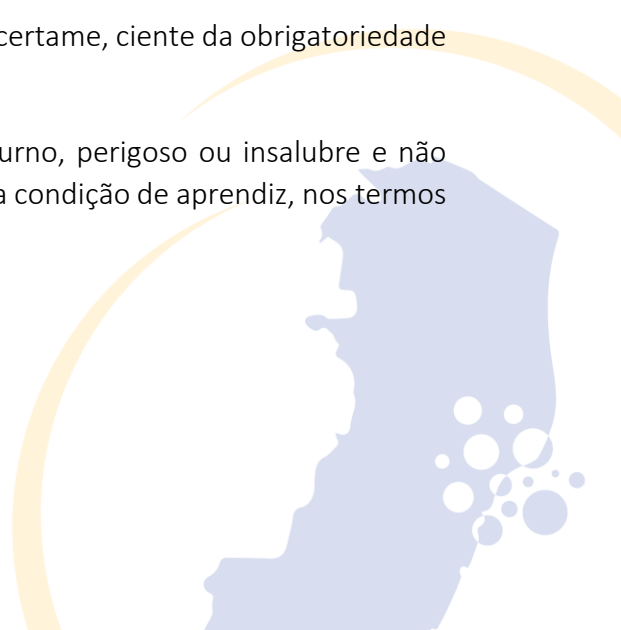 certame, ciente da obrigatoriedade
urno, perigoso ou insalubre e não
a condição de aprendiz, nos termos